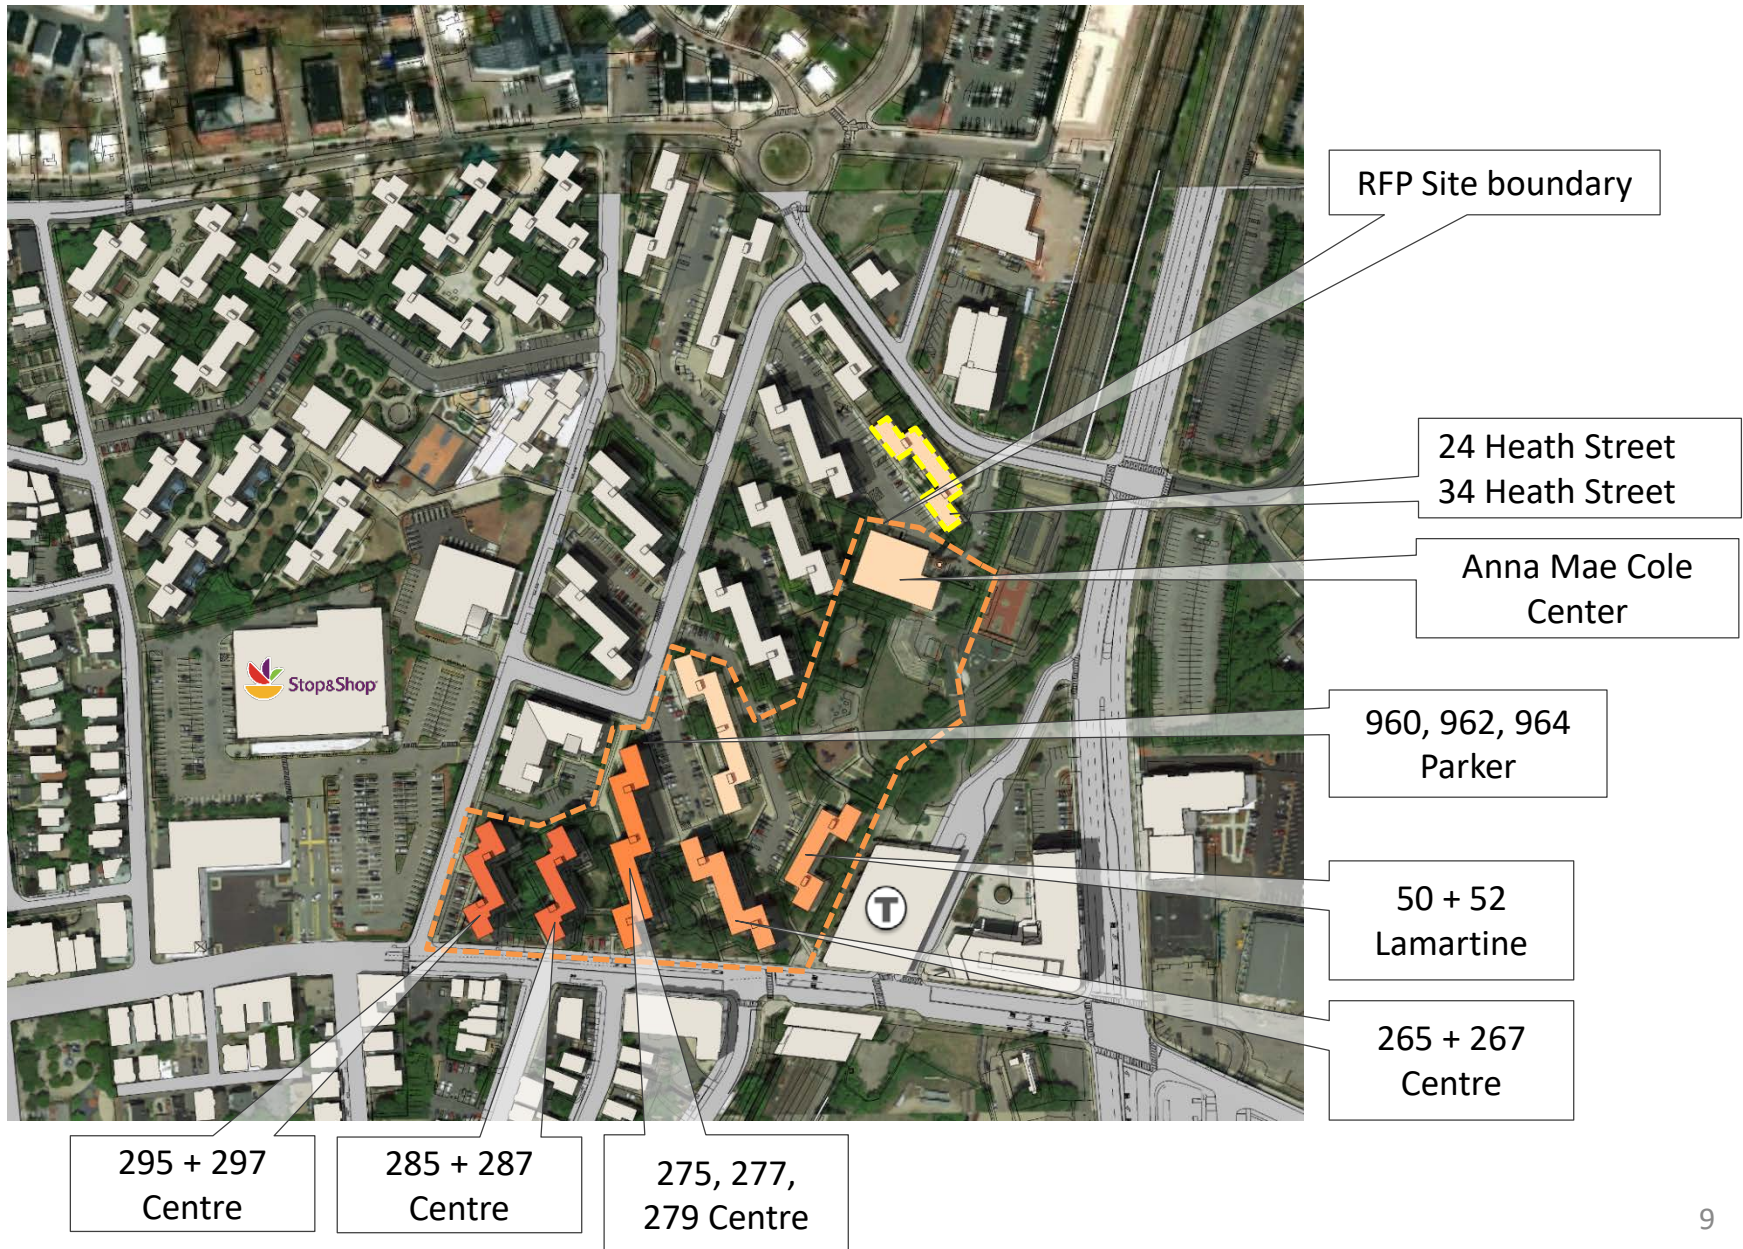 RFP Site boundary
24 Heath Street
34 Heath Street
Anna Mae Cole
Center
Stop&Shop
960, 962, 964
Parker
50 + 52
Lamartine
T
265 + 267
Centre
295 + 297
Centre
285 + 287
Centre
275, 277,
279 Centre
9